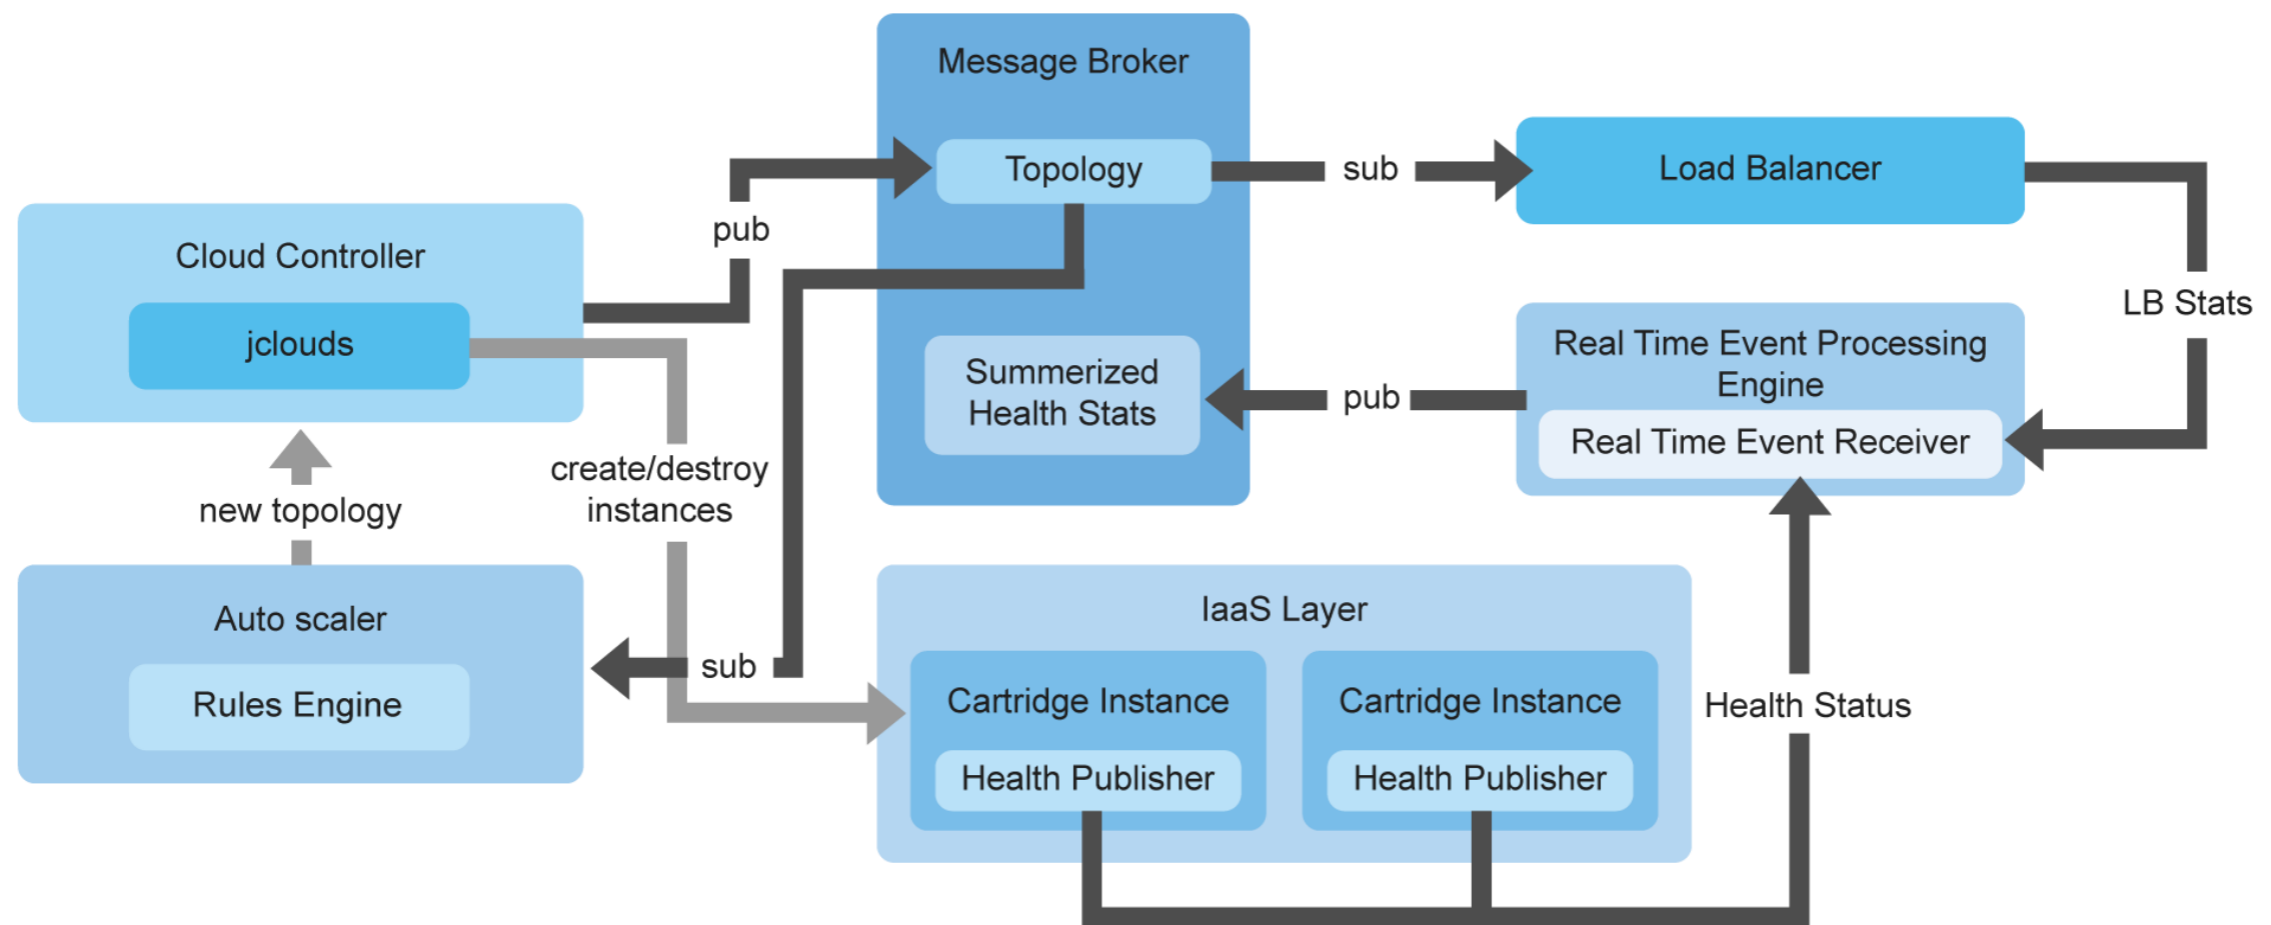 Message Broker
Topology
sub
Load Balancer
pub
Cloud Controller
jclouds
LB Stats
Real Time Event Processing
Engine
Real Time Event Receiver
Summerized
Health Stats
pub
create/destroy
instances
new topology
Auto scaler
Rules Engine
sub
IaaS Layer
Cartridge Instance
Health Publisher
Cartridge Instance
Health Publisher
Health Status